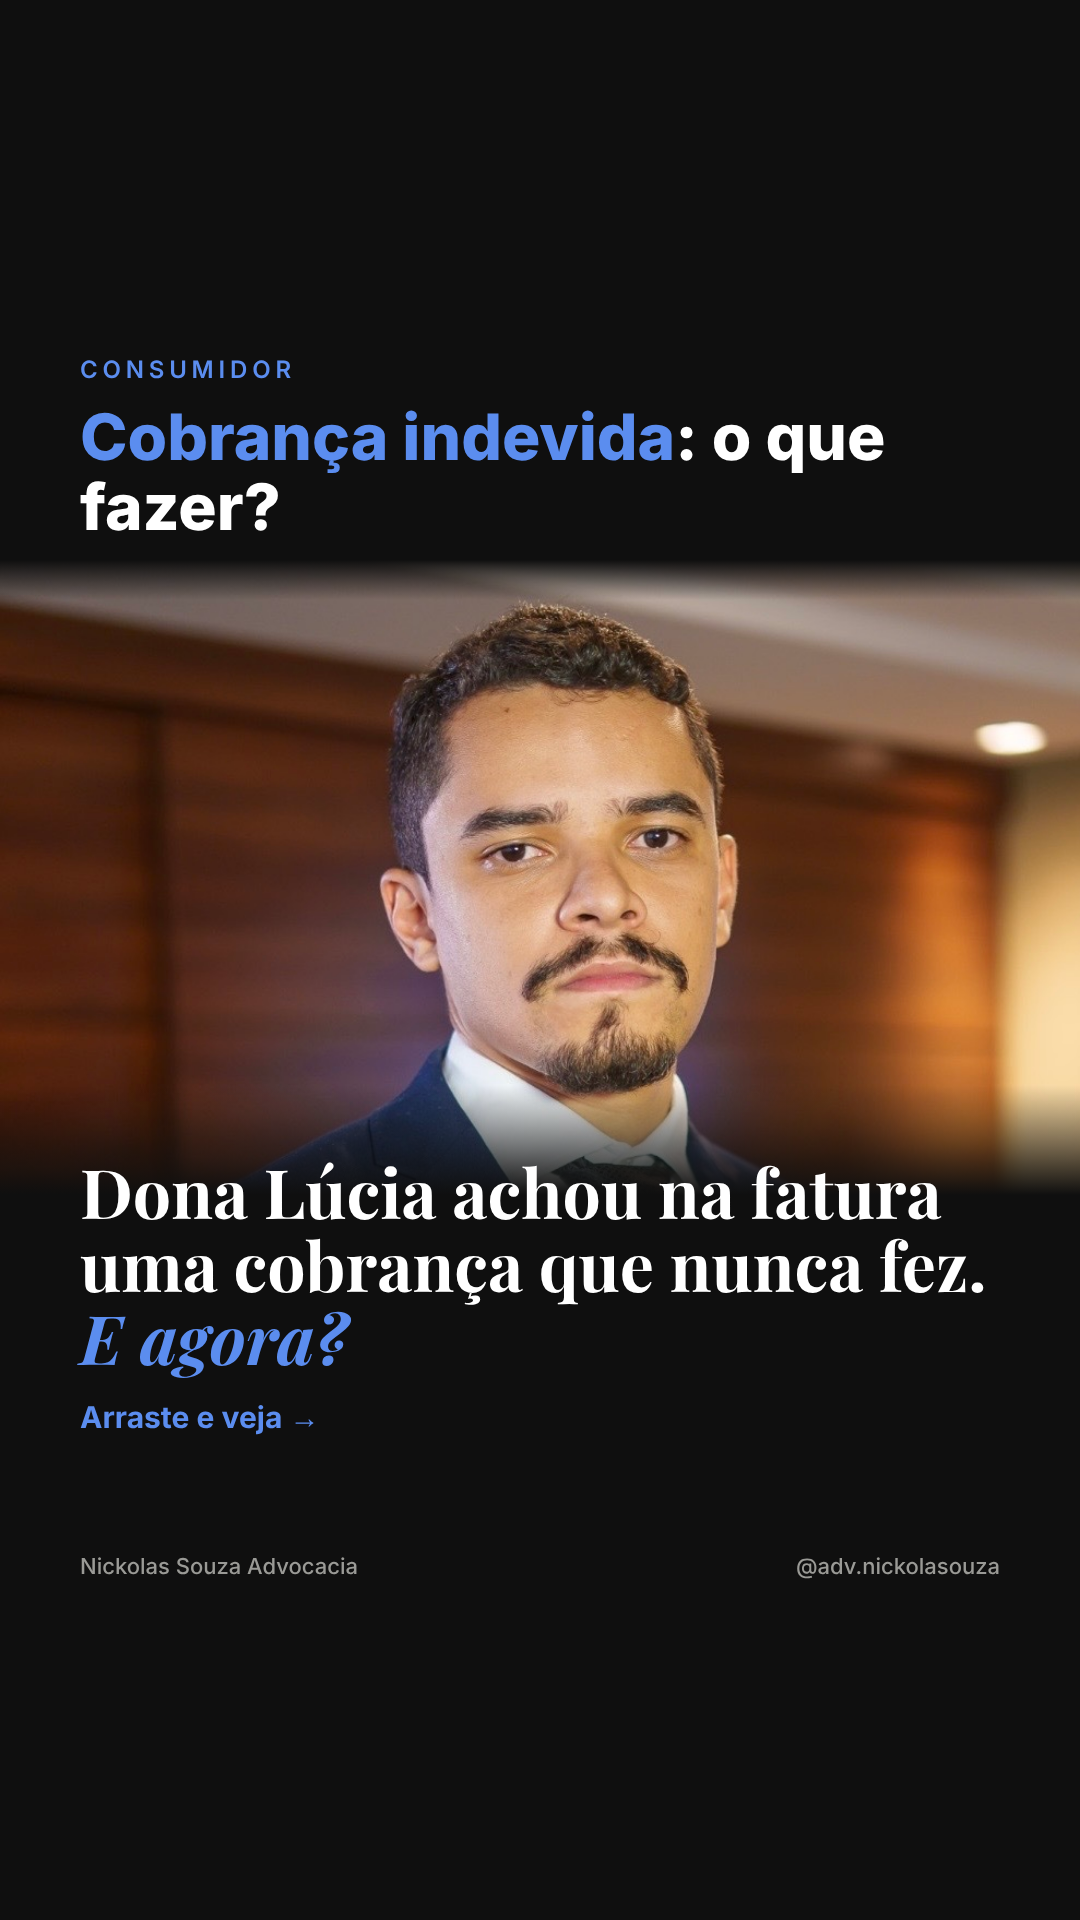 CONSUMIDOR
Cobrança indevida: o que
fazer?
Dona Lúcia achou na fatura
uma cobrança que nunca fez.
E agora?
Arraste e veja →
Nickolas Souza Advocacia
@adv.nickolasouza